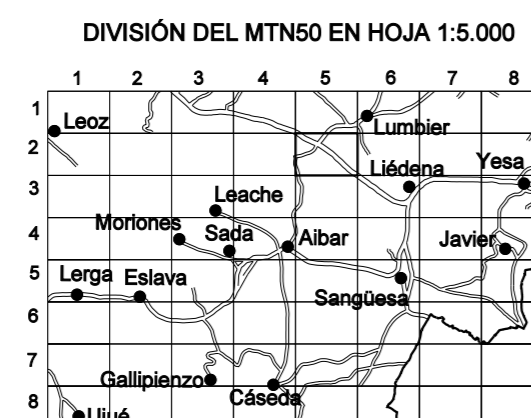 DIVISIÓN DEL MTN50 EN HOJA 1:5.000
1 2 3 4 5 6 7 8
1
Leoz
Lumbier
2
Liédena
Yesa
3
Leache
Moriones
4
Sada
Aibar
Javier
5
Lerga
Eslava
Sangüesa
6
7
Gallipienzo
Cáseda
8
Ujué